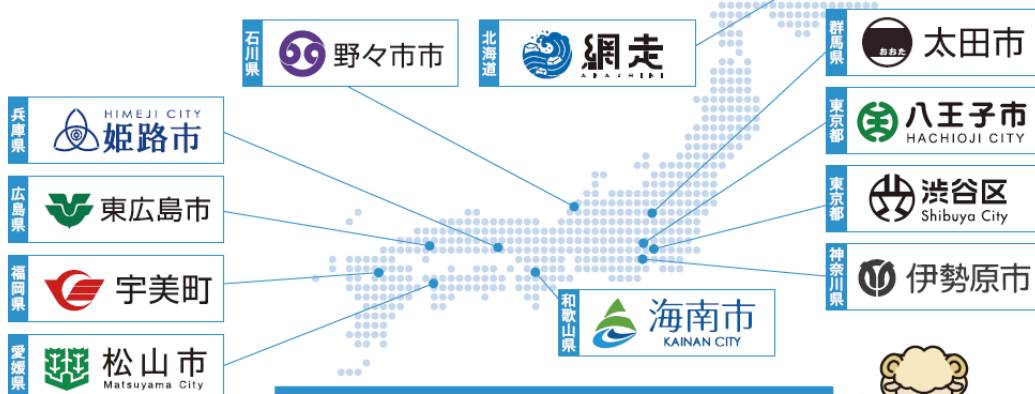 石川県
野々市市
北海道
網走
ABASHIRI
群馬県
おおた
太田市
兵庫県
HIMEJI CITY
姫路市
東京都
八王子市
HACHIOJI CITY
広島県
東広島市
東京都
渋谷区
Shibuya City
福岡県
宇美町
神奈川県
伊勢原市
和歌山県
海南市
KAINAN CITY
愛媛県
松山市
Matsuyama City